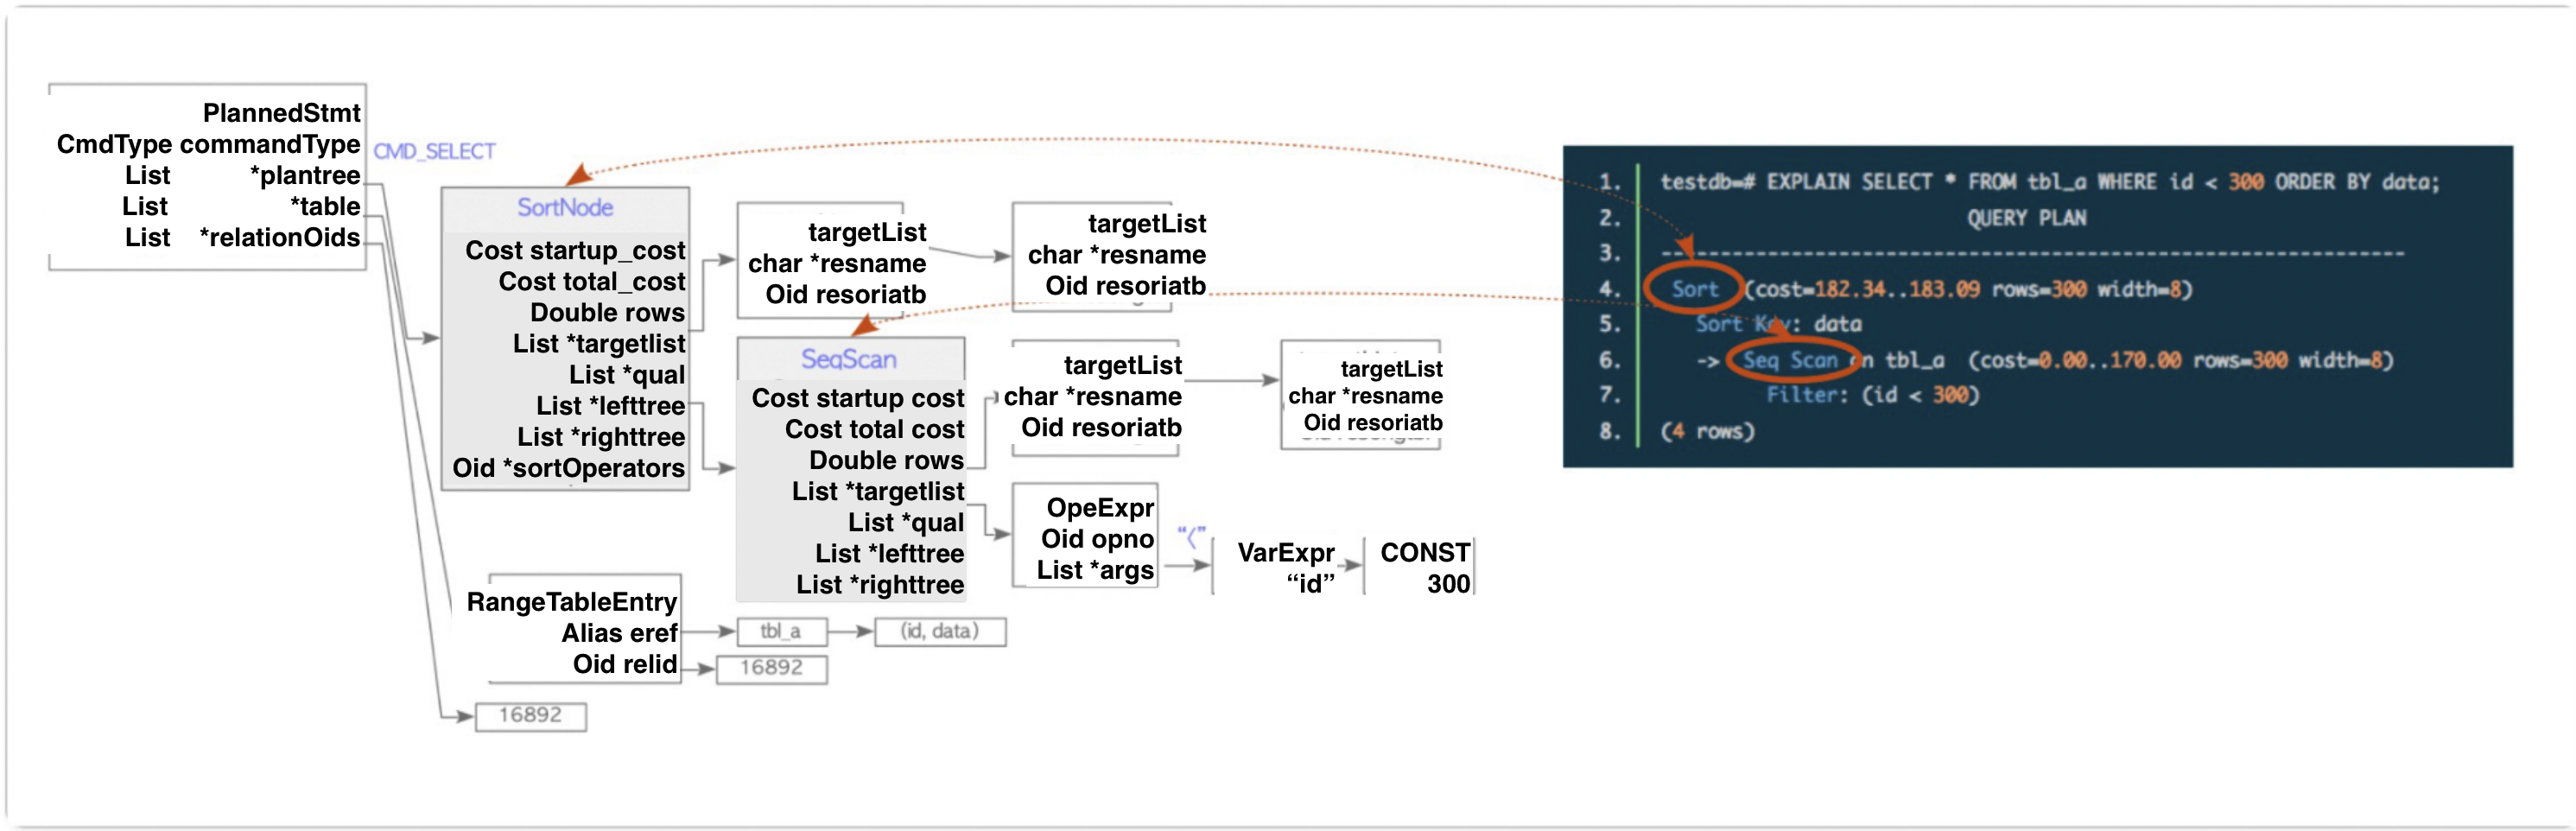 PlannedStmt
CmdType commandType
CMD_SELECT
List *plantree
List *table
List *relationOids
SortNode
Cost startup_cost
Cost total_cost
Double rows
List *targetlist
List *qual
List *lefttree
List *righttree
Oid *sortOperators
targetList
char *resname
Oid resoriatb
targetList
char *resname
Oid resoriatb
SeqScan
Cost startup cost
Cost total cost
Double rows
List *targetlist
List *qual
List *lefttree
List *righttree
targetList
char *resname
Oid resoriatb
targetList
char *resname
Oid resoriatb
OpeExpr
Oid opno
List *args
“<”
VarExpr
“id”
CONST
300
RangeTableEntry
Alias eref
Oid relid
tbl_a
(id, data)
16892
16892
1. testdb=# EXPLAIN SELECT * FROM tbl_a WHERE id < 300 ORDER BY data;
2. QUERY PLAN
3. ---------------------------------------------------------------
4. Sort (cost=182.34..183.09 rows=300 width=8)
5. Sort Key: data
6. -> Seq Scan on tbl_a (cost=0.00..170.00 rows=300 width=8)
7. Filter: (id < 300)
8. (4 rows)